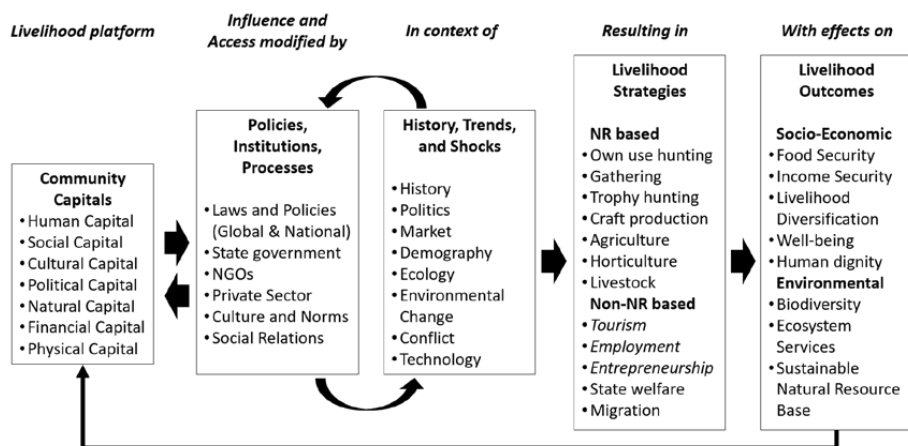 Livelihood platform
Influence and
Access modified by
In context of
Resulting in
With effects on
Community
Capitals
• Human Capital
• Social Capital
• Cultural Capital
• Political Capital
• Natural Capital
• Financial Capital
• Physical Capital
Policies,
Institutions,
Processes
• Laws and Policies
(Global & National)
• State government
• NGOs
• Private Sector
• Culture and Norms
• Social Relations
History, Trends,
and Shocks
• History
• Politics
• Market
• Demography
• Ecology
• Environmental
Change
• Conflict
• Technology
Livelihood
Strategies
NR based
• Own use hunting
• Gathering
• Trophy hunting
• Craft production
• Agriculture
• Horticulture
• Livestock
Non-NR based
• Tourism
• Employment
• Entrepreneurship
• State welfare
• Migration
Livelihood
Outcomes
Socio-Economic
• Food Security
• Income Security
• Livelihood
Diversification
• Well-being
• Human dignity
Environmental
• Biodiversity
• Ecosystem
Services
• Sustainable
Natural Resource
Base